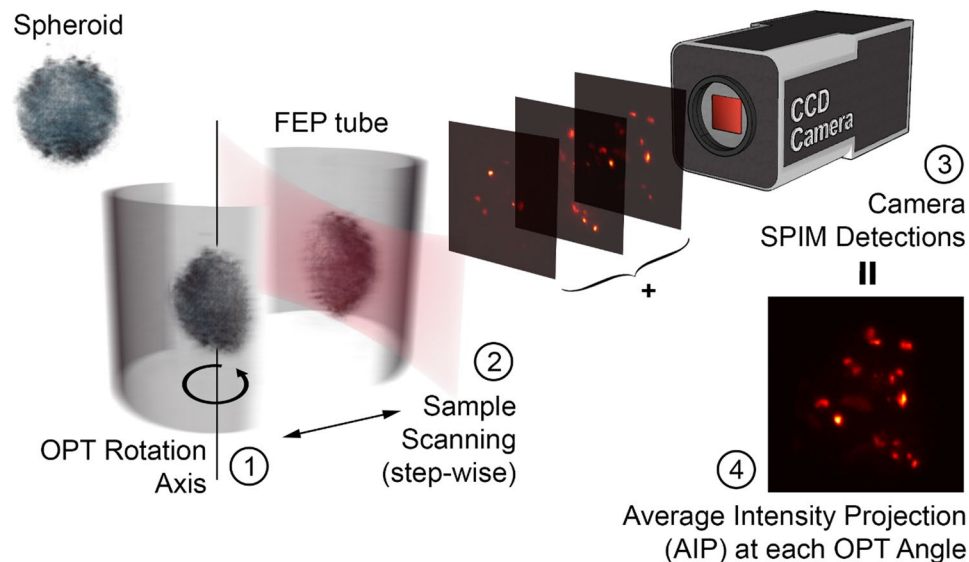 Spheroid
FEP tube
CCD
Camera
3
Camera
SPIM Detections
+
=
2
Sample
Scanning
(step-wise)
OPT Rotation
Axis
1
4
Average Intensity Projection
(AIP) at each OPT Angle